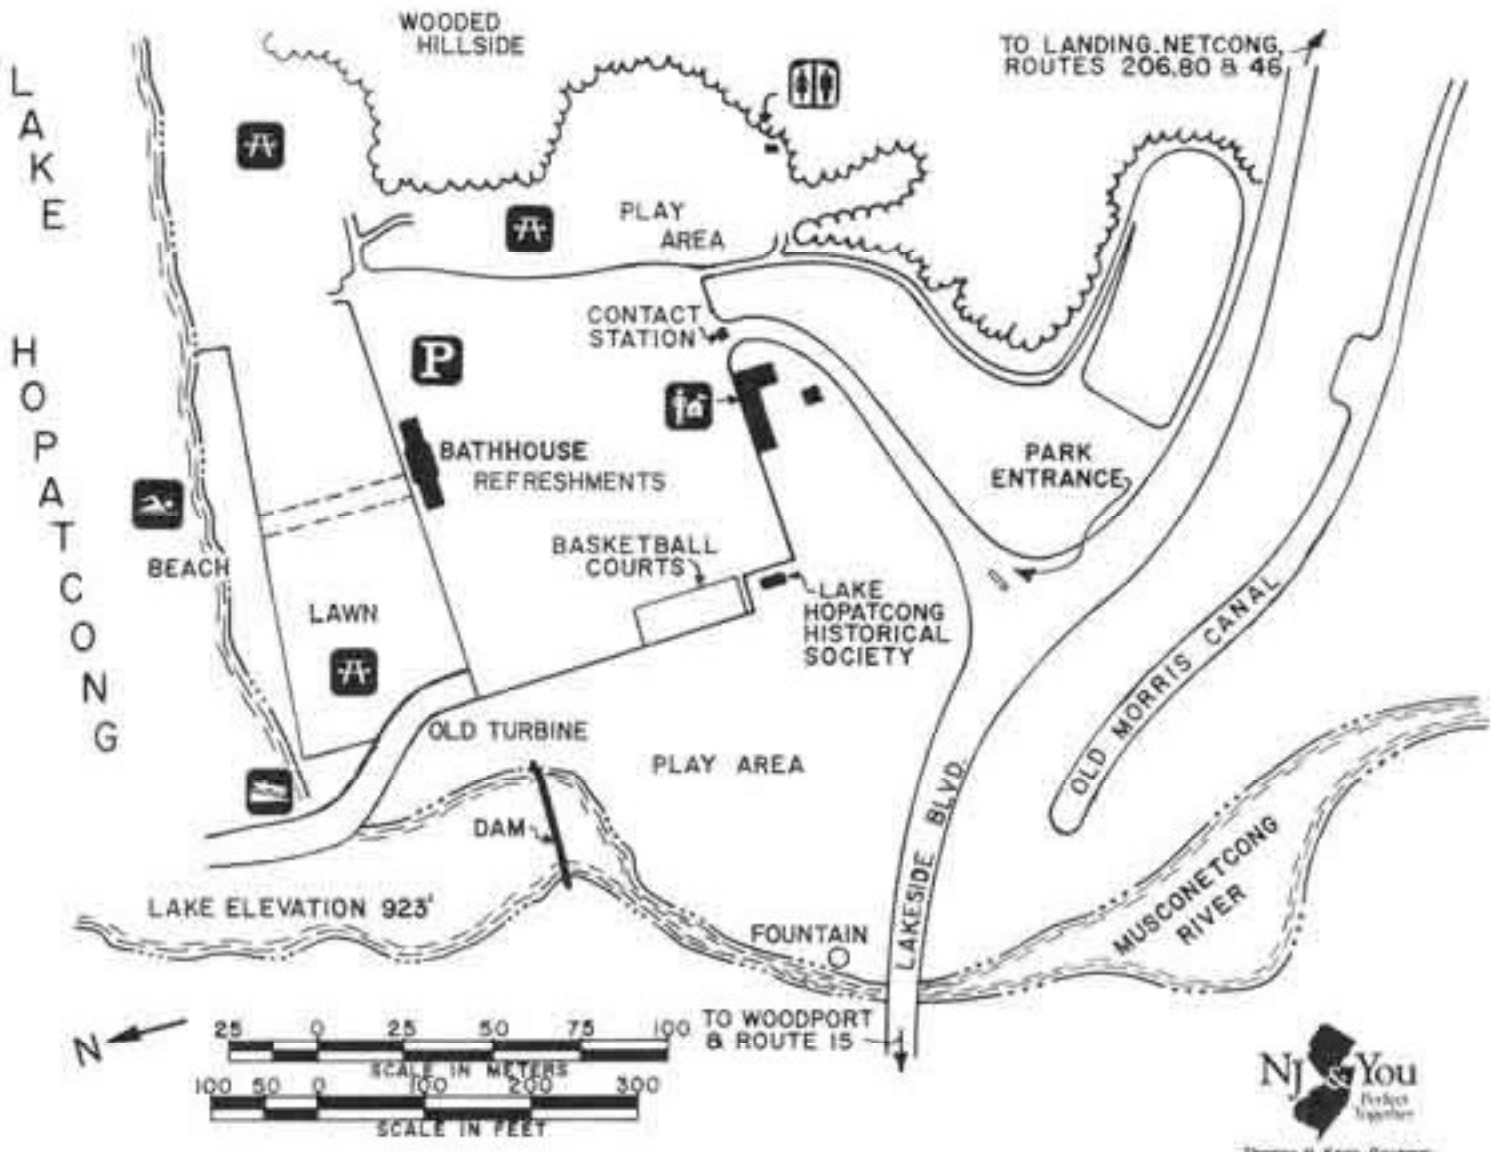 WOODED
HILLSIDE
TO LANDING, NETCONG,
ROUTES 206,80 & 46
LAKE
HOPATCONG
PLAY
AREA
CONTACT
STATION
P
BATHHOUSE
REFRESHMENTS
PARK
ENTRANCE
BASKETBALL
COURTS
BEACH
LAWN
LAKE
HOPATCONG
HISTORICAL
SOCIETY
OLD MORRIS CANAL
OLD TURBINE
PLAY AREA
LAKESIDE BLVD
DAM
MUSCONETCONG
RIVER
LAKE ELEVATION 923'
FOUNTAIN
N
25 0 25 50 75 100
SCALE IN METERS
100 50 0 100 200 300
SCALE IN FEET
TO WOODPORT
& ROUTE 15
NJ & You
Perfect
Together